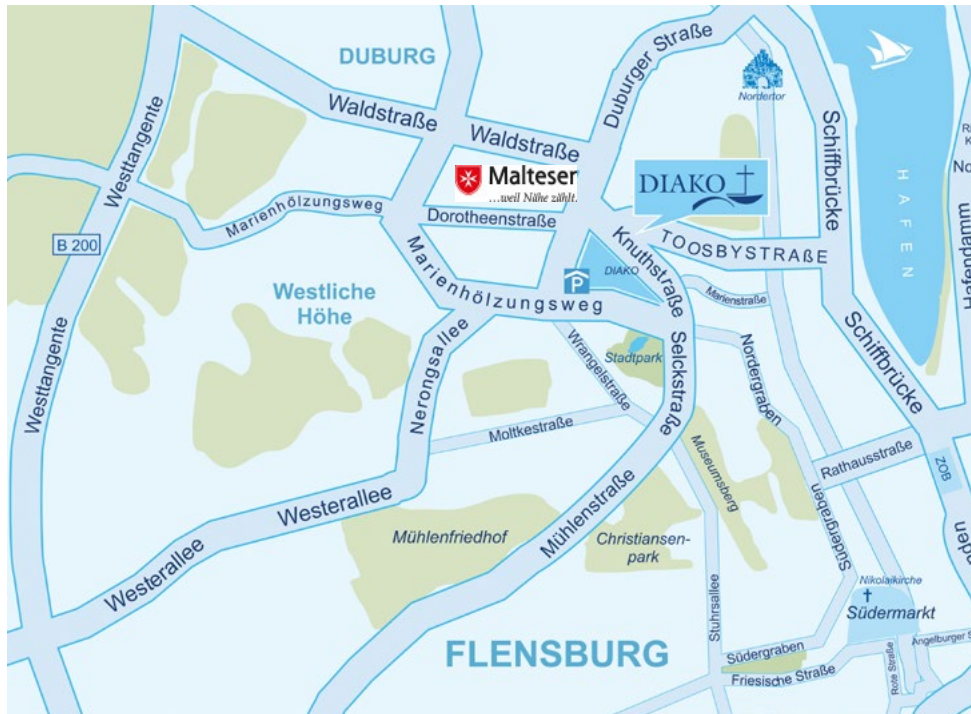 DUBURG
Duburger Straße
Nordertor
Waldstraße
Waldstraße
Westtangente
Schiffbrücke
Malteser
...weil Nähe zählt.
DIAKO
HAFEN
Marienhölzungsweg
Dorotheenstraße
Knuthstraße
TOOSBYSTRAßE
B 200
Marienhölzungsweg
DIAKO
P
Marienstraße
Hafendamm
Westliche
Höhe
Wrangelstraße
Stadtpark
Selckstraße
Nordergraben
Schiffbrücke
Westtangente
Nerongsallee
Moltkestraße
Museumsberg
Rathausstraße
ZOB
Westerallee
Mühlenfriedhof
Mühlenstraße
Christiansen-
park
Südergraben
Westerallee
Stuhrsallee
Nikolaikirche
Südermarkt
FLENSBURG
Südergraben
Friesische Straße
Rote Straße
Angelburger S